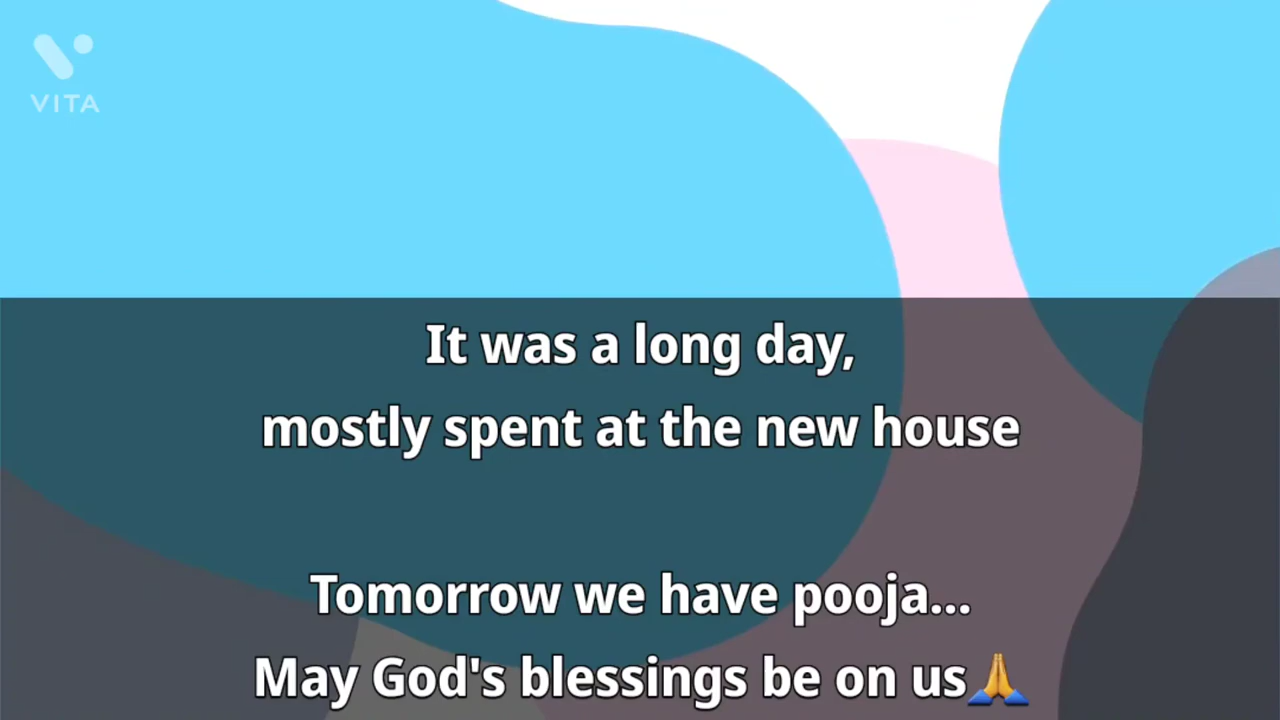 VITA
It was a long day,
mostly spent at the new house
Tomorrow we have pooja...
May God's blessings be on us🙏